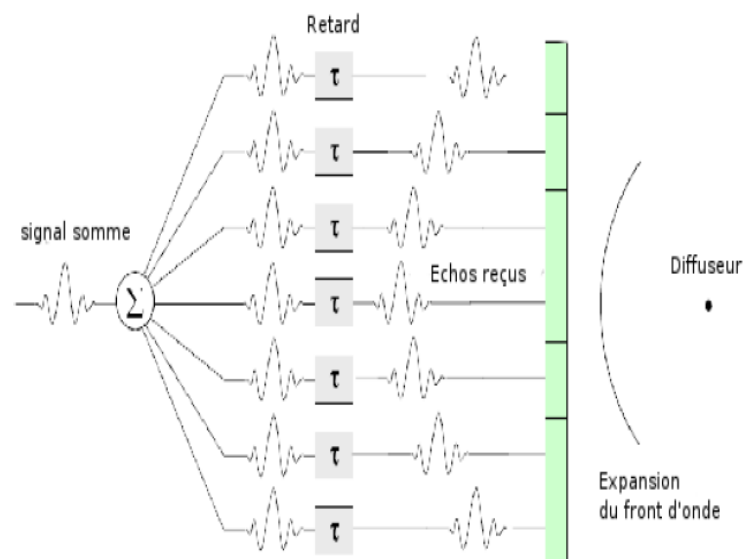 Retard
τ
τ
τ
τ
τ
τ
τ
signal somme
Σ
Echos reçus
Diffuseur
Expansion
du front d'onde